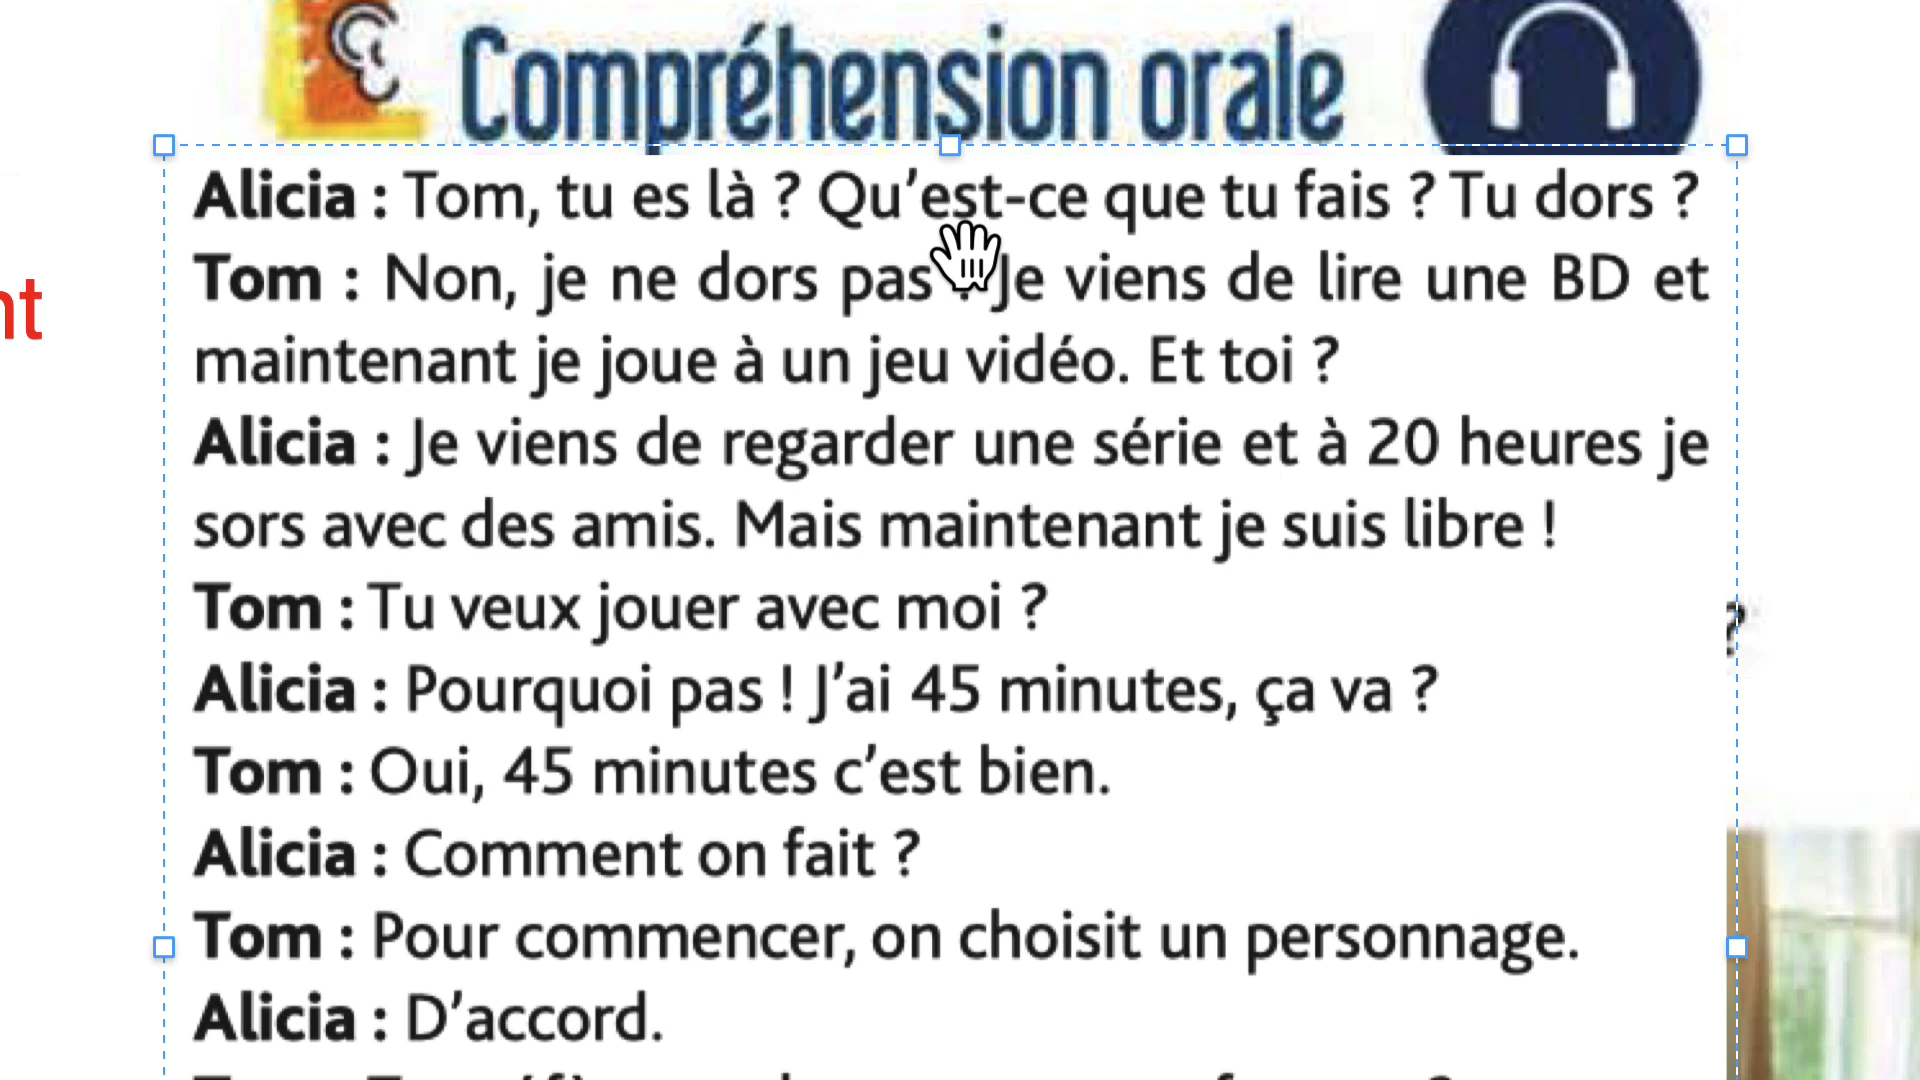 Compréhension orale
Alicia : Tom, tu es là ? Qu'est-ce que tu fais ? Tu dors ?
nt
Tom : Non, je ne dors pas Je viens de lire une BD et
maintenant je joue à un jeu vidéo. Et toi ?
Alicia : Je viens de regarder une série et à 20 heures je
sors avec des amis. Mais maintenant je suis libre !
Tom : Tu veux jouer avec moi ?
?
Alicia : Pourquoi pas ! J'ai 45 minutes, ça va ?
Tom : Oui, 45 minutes c'est bien.
Alicia : Comment on fait ?
Tom : Pour commencer, on choisit un personnage.
Alicia : D'accord.